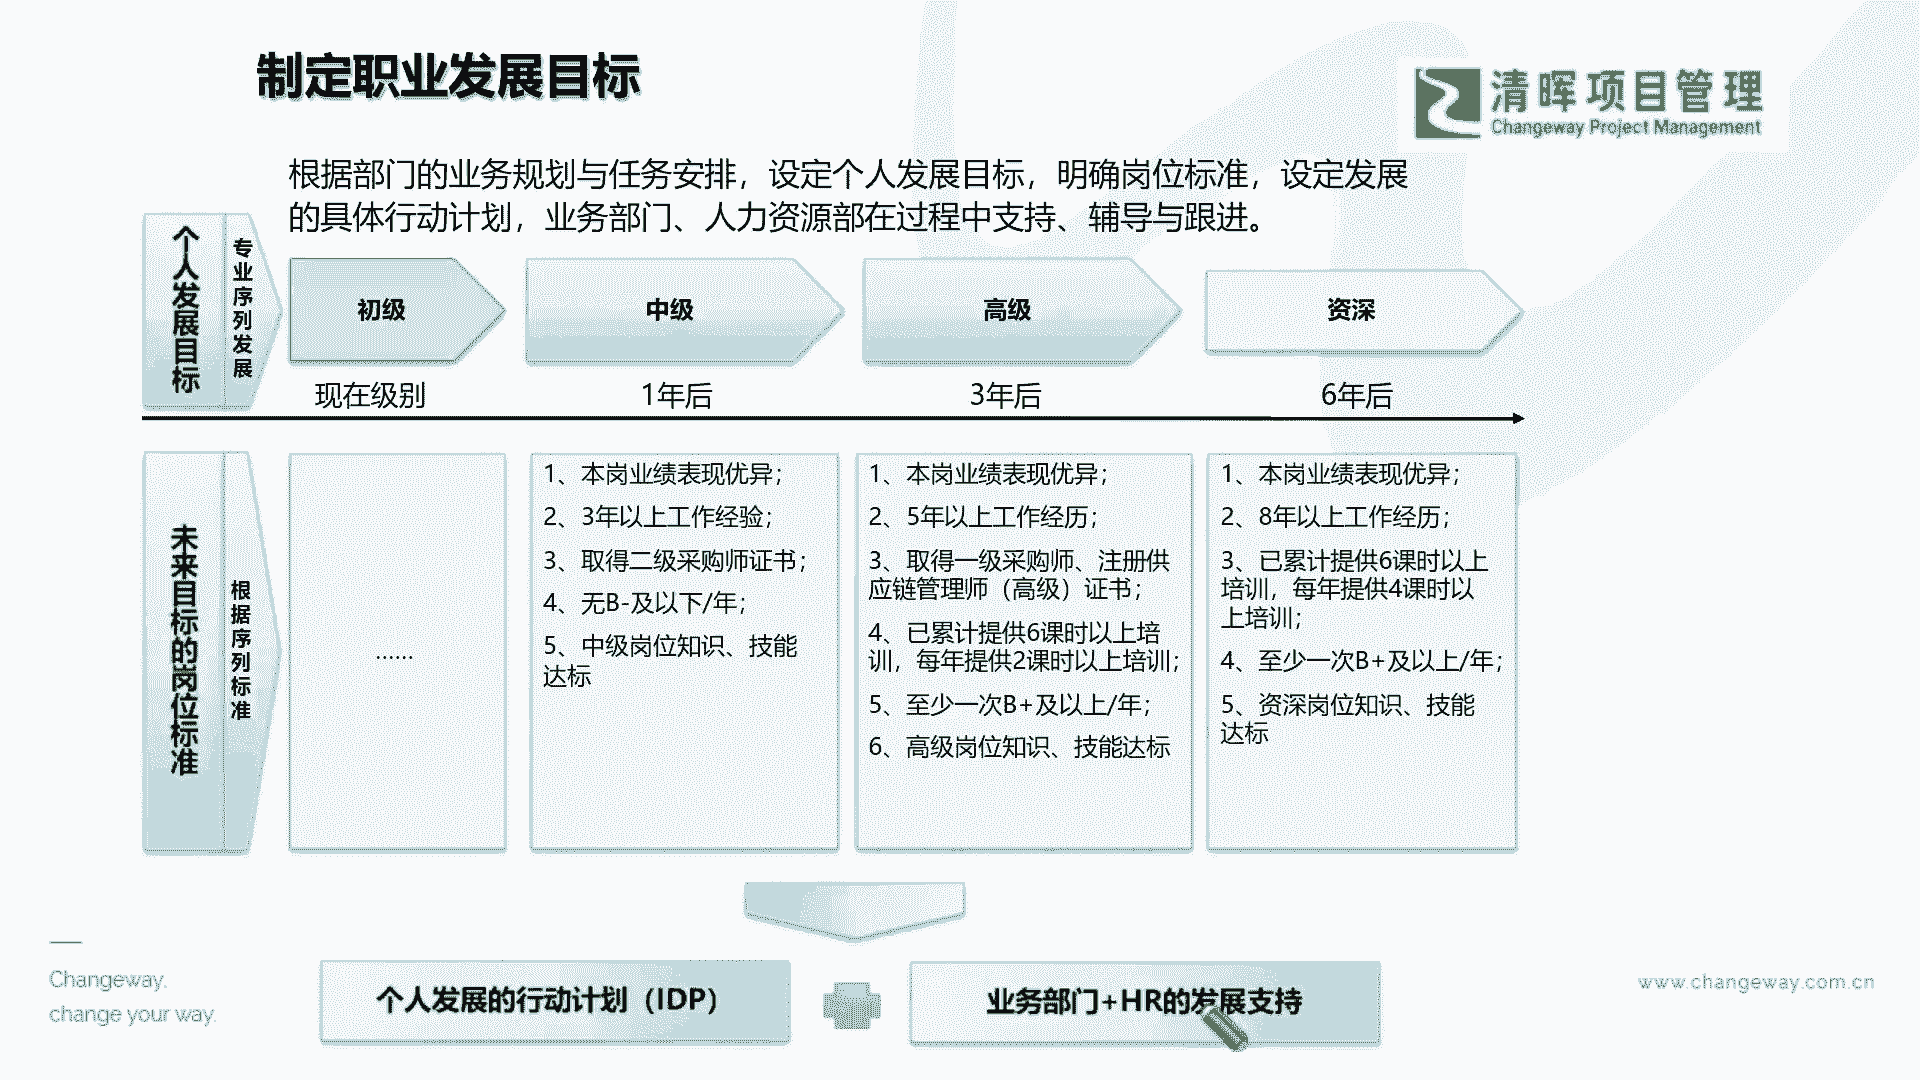 制定职业发展目标
清晖项目管理
Changeway Project Management
根据部门的业务规划与任务安排，设定个人发展目标，明确岗位标准，设定发展
的具体行动计划，业务部门、人力资源部在过程中支持、辅导与跟进。
个人发展目标
专业序列发展
初级
中级
高级
资深
现在级别
1年后
3年后
6年后
未来目标的岗位标准
根据序列标准
……
1、本岗业绩表现优异；
2、3年以上工作经验；
3、取得二级采购师证书；
4、无B-及以下/年；
5、中级岗位知识、技能
达标
1、本岗业绩表现优异；
2、5年以上工作经历；
3、取得一级采购师、注册供
应链管理师（高级）证书；
4、已累计提供6课时以上培
训，每年提供2课时以上培训；
5、至少一次B+及以上/年；
6、高级岗位知识、技能达标
1、本岗业绩表现优异；
2、8年以上工作经历；
3、已累计提供6课时以上
培训，每年提供4课时以
上培训；
4、至少一次B+及以上/年；
5、资深岗位知识、技能
达标
个人发展的行动计划（IDP）
业务部门+HR的发展支持
Changeway.
change your way.
www.changeway.com.cn